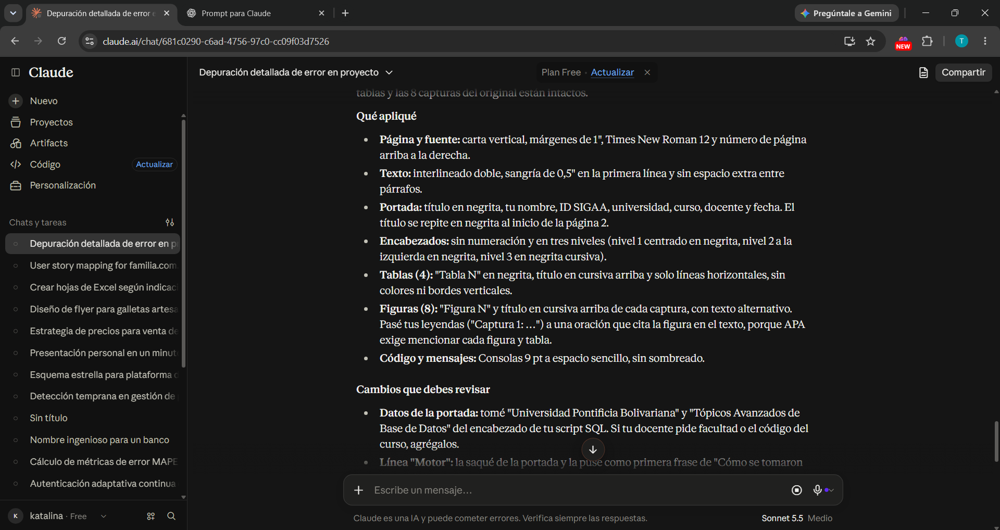 Depuración detallada de error e
Prompt para Claude
Pregúntale a Gemini
claude.ai/chat/681c0290-c6ad-4756-97c0-cc09f03d7526
NEW
T
Claude
Nuevo
Proyectos
Artifacts
Código
Actualizar
Personalización
Chats y tareas
Depuración detallada de error en p
User story mapping for familia.com
Crear hojas de Excel según indicac
Diseño de flyer para galletas artesa
Estrategia de precios para venta de
Presentación personal en un minut
Esquema estrella para plataforma d
Detección temprana en gestión de
Sin título
Nombre ingenioso para un banco
Cálculo de métricas de error MAPE
Autenticación adaptativa continua
K
katalina · Free
Depuración detallada de error en proyecto
Plan Free · Actualizar
Compartir
tablas y las 8 capturas del original están intactos.
Qué apliqué
• Página y fuente: carta vertical, márgenes de 1", Times New Roman 12 y número de página
arriba a la derecha.
• Texto: interlineado doble, sangría de 0,5" en la primera línea y sin espacio extra entre
párrafos.
• Portada: título en negrita, tu nombre, ID SIGAA, universidad, curso, docente y fecha. El
título se repite en negrita al inicio de la página 2.
• Encabezados: sin numeración y en tres niveles (nivel 1 centrado en negrita, nivel 2 a la
izquierda en negrita, nivel 3 en negrita cursiva).
• Tablas (4): "Tabla N" en negrita, título en cursiva arriba y solo líneas horizontales, sin
colores ni bordes verticales.
• Figuras (8): "Figura N" y título en cursiva arriba de cada captura, con texto alternativo.
Pasé tus leyendas ("Captura 1: …") a una oración que cita la figura en el texto, porque APA
exige mencionar cada figura y tabla.
• Código y mensajes: Consolas 9 pt a espacio sencillo, sin sombreado.
Cambios que debes revisar
• Datos de la portada: tomé "Universidad Pontificia Bolivariana" y "Tópicos Avanzados de
Base de Datos" del encabezado de tu script SQL. Si tu docente pide facultad o el código del
curso, agrégalos.
• Línea "Motor": la saqué de la portada y la puse como primera frase de "Cómo se tomaron
Escribe un mensaje...
Claude es una IA y puede cometer errores. Verifica siempre las respuestas.
Sonnet 5.5 Medio